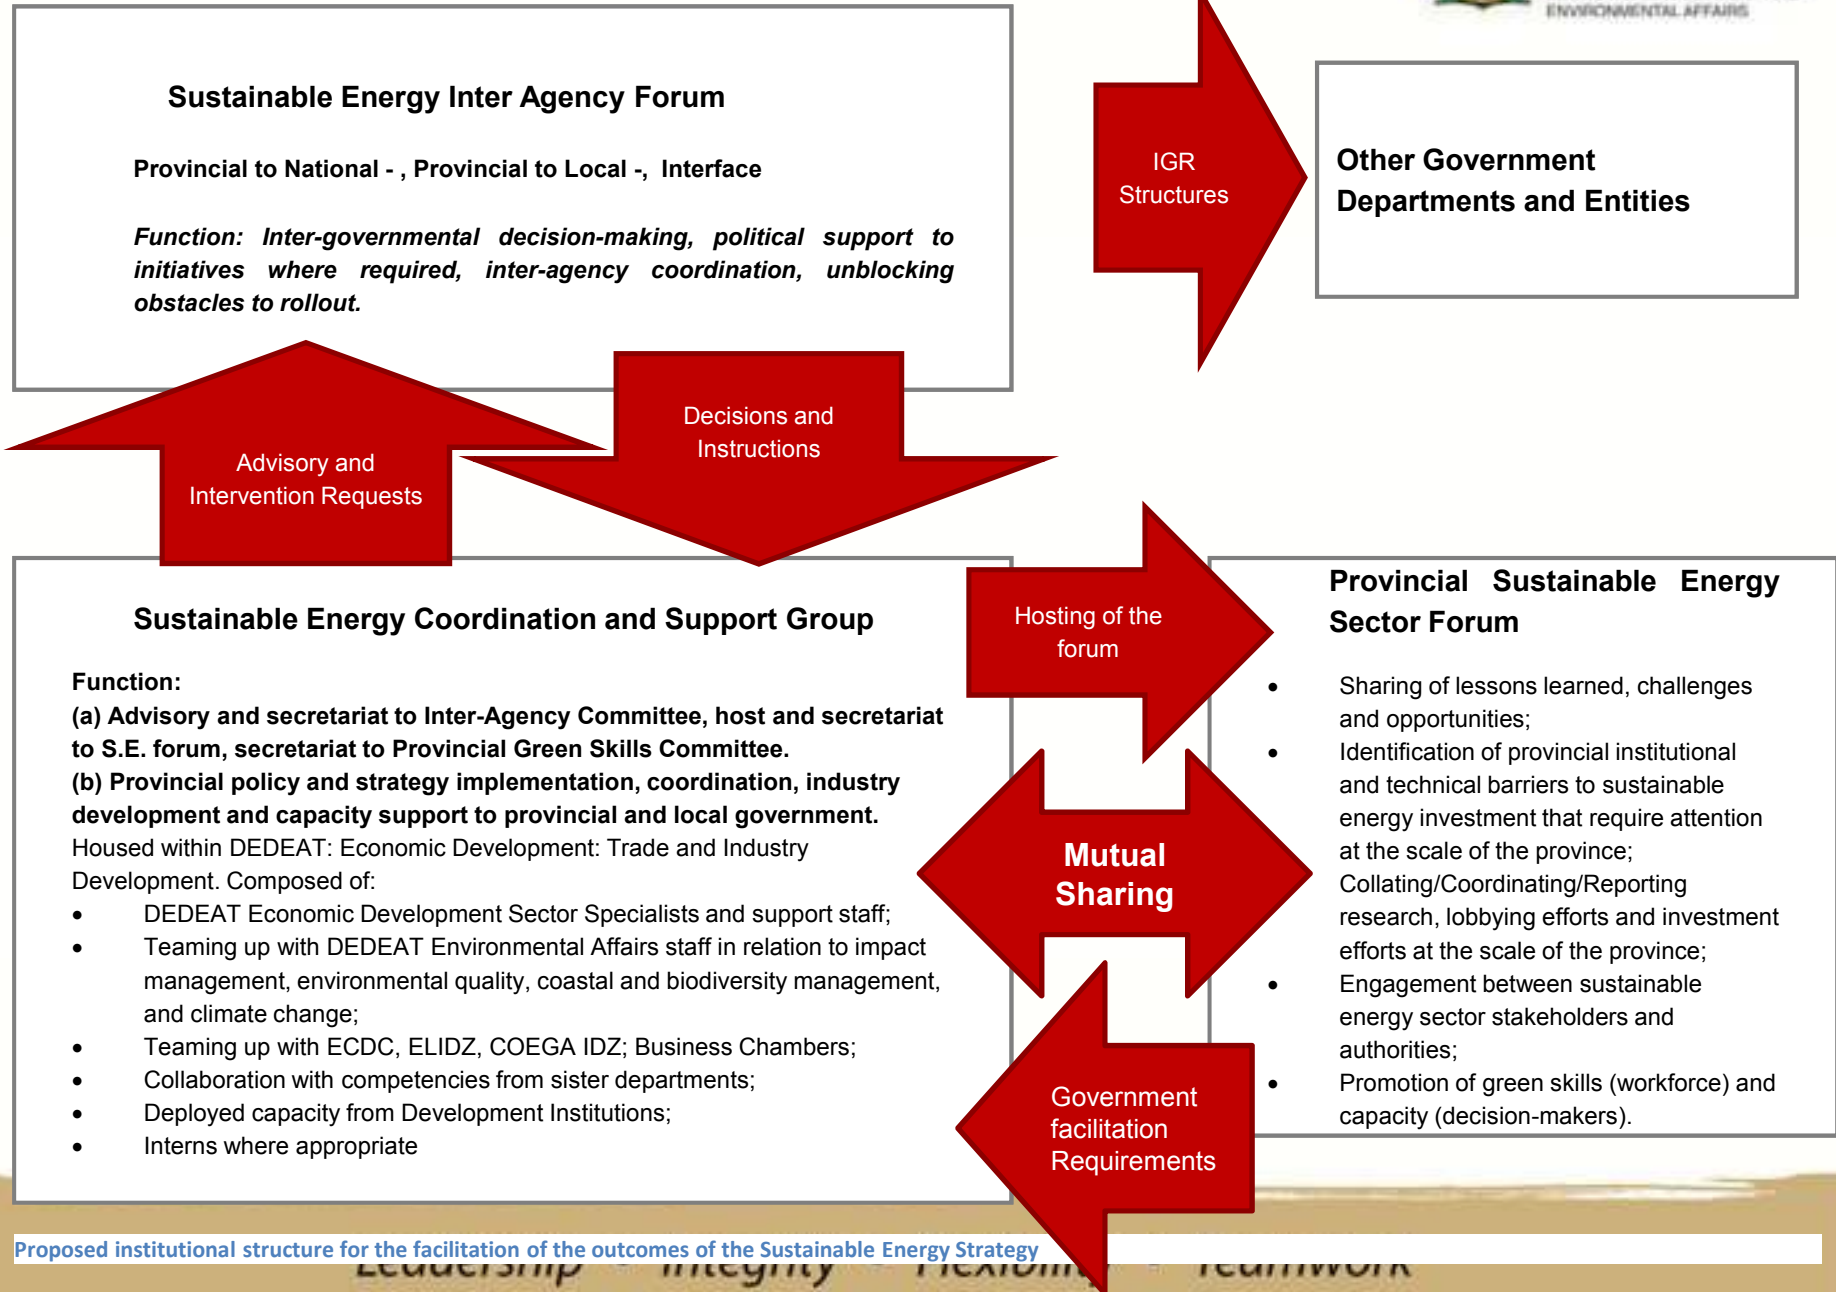 ENVIRONMENTAL AFFAIRS
Sustainable Energy Inter Agency Forum
Provincial to National - , Provincial to Local -, Interface
Function: Inter-governmental decision-making, political support to
initiatives where required, inter-agency coordination, unblocking
obstacles to rollout.
IGR
Structures
Other Government
Departments and Entities
Advisory and
Intervention Requests
Decisions and
Instructions
Sustainable Energy Coordination and Support Group
Function:
(a) Advisory and secretariat to Inter-Agency Committee, host and secretariat
to S.E. forum, secretariat to Provincial Green Skills Committee.
(b) Provincial policy and strategy implementation, coordination, industry
development and capacity support to provincial and local government.
Housed within DEDEAT: Economic Development: Trade and Industry
Development. Composed of:
• DEDEAT Economic Development Sector Specialists and support staff;
• Teaming up with DEDEAT Environmental Affairs staff in relation to impact
management, environmental quality, coastal and biodiversity management,
and climate change;
• Teaming up with ECDC, ELIDZ, COEGA IDZ; Business Chambers;
• Collaboration with competencies from sister departments;
• Deployed capacity from Development Institutions;
• Interns where appropriate
Hosting of the
forum
Mutual
Sharing
Government
facilitation
Requirements
Provincial Sustainable Energy
Sector Forum
• Sharing of lessons learned, challenges
and opportunities;
• Identification of provincial institutional
and technical barriers to sustainable
energy investment that require attention
at the scale of the province;
Collating/Coordinating/Reporting
research, lobbying efforts and investment
efforts at the scale of the province;
• Engagement between sustainable
energy sector stakeholders and
authorities;
• Promotion of green skills (workforce) and
capacity (decision-makers).
Proposed institutional structure for the facilitation of the outcomes of the Sustainable Energy Strategy
Leadership - Integrity - Flexibility - Teamwork